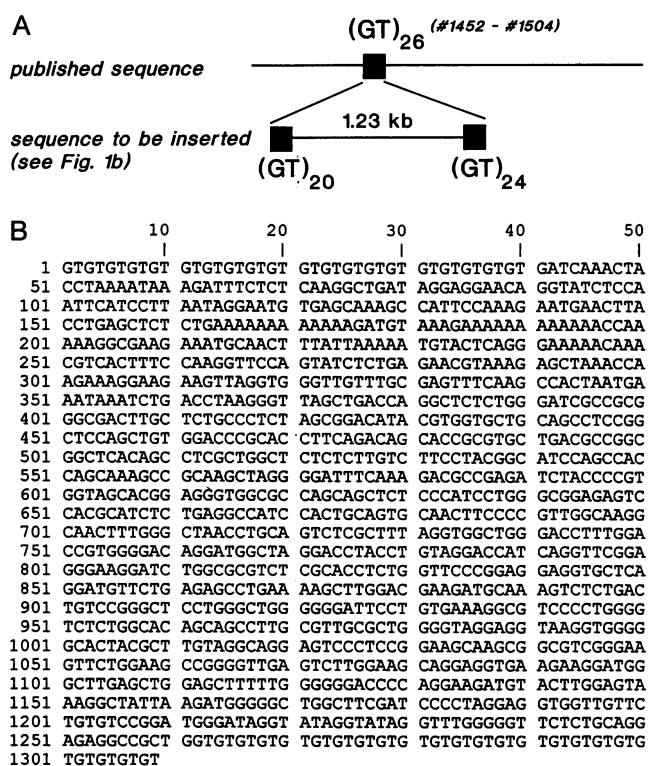 A
(GT)26 (#1452 - #1504)
published sequence
1.23 kb
sequence to be inserted
(see Fig. 1b)
(GT)20
(GT)24
B
10 20 30 40 50
1 GTGTGTGTGT GTGTGTGTGT GTGTGTGTGT GTGTGTGTGT GATCAAACTA
51 CCTAAAATAA AGATTTCTCT CAAGGCTGAT AGGAGGAACA GGTATCTCCA
101 ATTCATCCTT AATAGGAATG TGAGCAAAGC CATTCCAAAG AATGAACTTA
151 CCTGAGCTCT CTGAAAAAAA AAAAAGATGT AAAGAAAAAA AAAAAACCAA
201 AAAGGCGAAG AAATGCAACT TTATTAAAAA TGTACTCAGG GAAAAACAAA
251 CGTCACTTTC CAAGGTTCCA GTATCTCTGA GAACGTAAAG AGCTAAACCA
301 AGAAAGGAAG AAGTTAGGTG GGTTGTTTGC GAGTTTCAAG CCACTAATGA
351 AATAAATCTG ACCTAAGGGT TAGCTGACCA GGCTCTCTGG GATCGCCGCG
401 GGCGACTTGC TCTGCCCTCT AGCGGACATA CGTGGTGCTG CAGCCTCCGG
451 CTCCAGCTGT GGACCCGCAC CTTCAGACAG CACCGCGTGC TGACGCCGGC
501 GGCTCACAGC CTCGCTGGCT CTCTCTTGTC TTCCTACGGC ATCCAGCCAC
551 CAGCAAAGCC GCAAGCTAGG GGATTTCAAA GACGCCGAGA TCTACCCCGT
601 GGTAGCACGG AGGGTGGCGC CAGCAGCTCT CCCATCCTGG GCGGAGAGTC
651 CACGCATCTC TGAGGCCATC CACTGCAGTG CAACTTCCCC GTTGGCAAGG
701 CAACTTTGGG CTAACCTGCA GTCTCGCTTT AGGTGGCTGG GACCTTTGGA
751 CCGTGGGGAC AGGATGGCTA GGACCTACCT GTAGGACCAT CAGGTTCGGA
801 GGGAAGGATC TGGCGCGTCT CGCACCTCTG GTTCCCGGAG GAGGTGCTCA
851 GGATGTTCTG AGAGCCTGAA AAGCTTGGAC GAAGATGCAA AGTCTCTGAC
901 TGTCCGGGCT CCTGGGCTGG GGGGATTCCT GTGAAAGGCG TCCCCTGGGG
951 TCTCTGGCAC AGCAGCCTTG CGTTGCGCTG GGGTAGGAGG TAAGGTGGGG
1001 GCACTACGCT TGTAGGCAGG AGTCCCTCCG GAAGCAAGCG GCGTCGGGAA
1051 GTTCTGGAAG CCGGGGTTGA GTCTTGGAAG CAGGAGGTGA AGAAGGATGG
1101 GCTTGAGCTG GAGCTTTTTG GGGGGACCCC AGGAAGATGT ACTTGGAGTA
1151 AAGGCTATTA AGATGGGGGC TGGCTTCGAT CCCCTAGGAG GTGGTTGTTC
1201 TGTGTCCGGA TGGGATAGGT ATAGGTATAG GTTTGGGGGT TCTCTGCAGG
1251 AGAGGCCGCT GGTGTGTGTG TGTGTGTGTG TGTGTGTGTG TGTGTGTGTG
1301 TGTGTGTGT